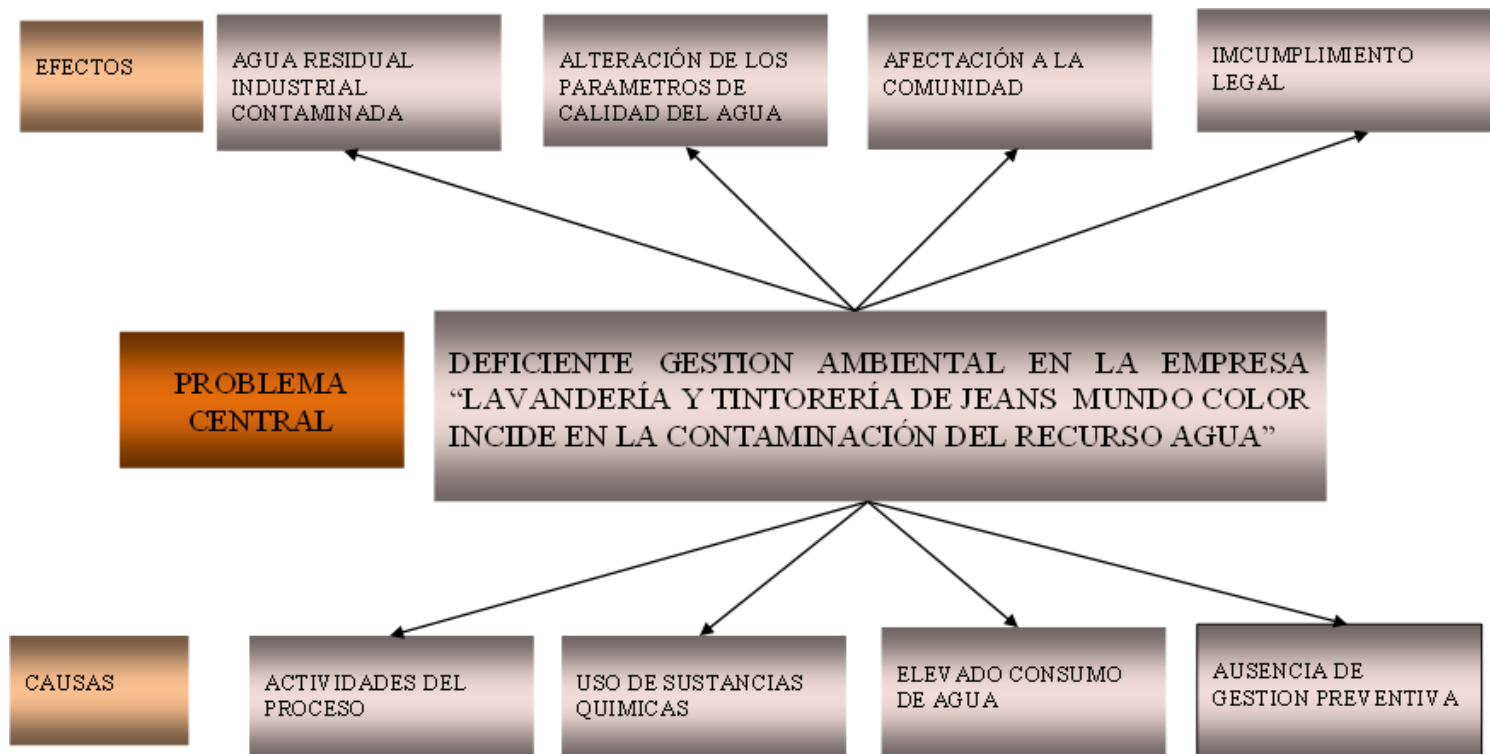 EFECTOS
AGUA RESIDUAL
INDUSTRIAL
CONTAMINADA
ALTERACIÓN DE LOS
PARAMETROS DE
CALIDAD DEL AGUA
AFECTACIÓN A LA
COMUNIDAD
IMCUMPLIMIENTO
LEGAL
PROBLEMA
CENTRAL
DEFICIENTE GESTION AMBIENTAL EN LA EMPRESA
“LAVANDERÍA Y TINTORERÍA DE JEANS MUNDO COLOR
INCIDE EN LA CONTAMINACIÓN DEL RECURSO AGUA”
CAUSAS
ACTIVIDADES DEL
PROCESO
USO DE SUSTANCIAS
QUIMICAS
ELEVADO CONSUMO
DE AGUA
AUSENCIA DE
GESTION PREVENTIVA